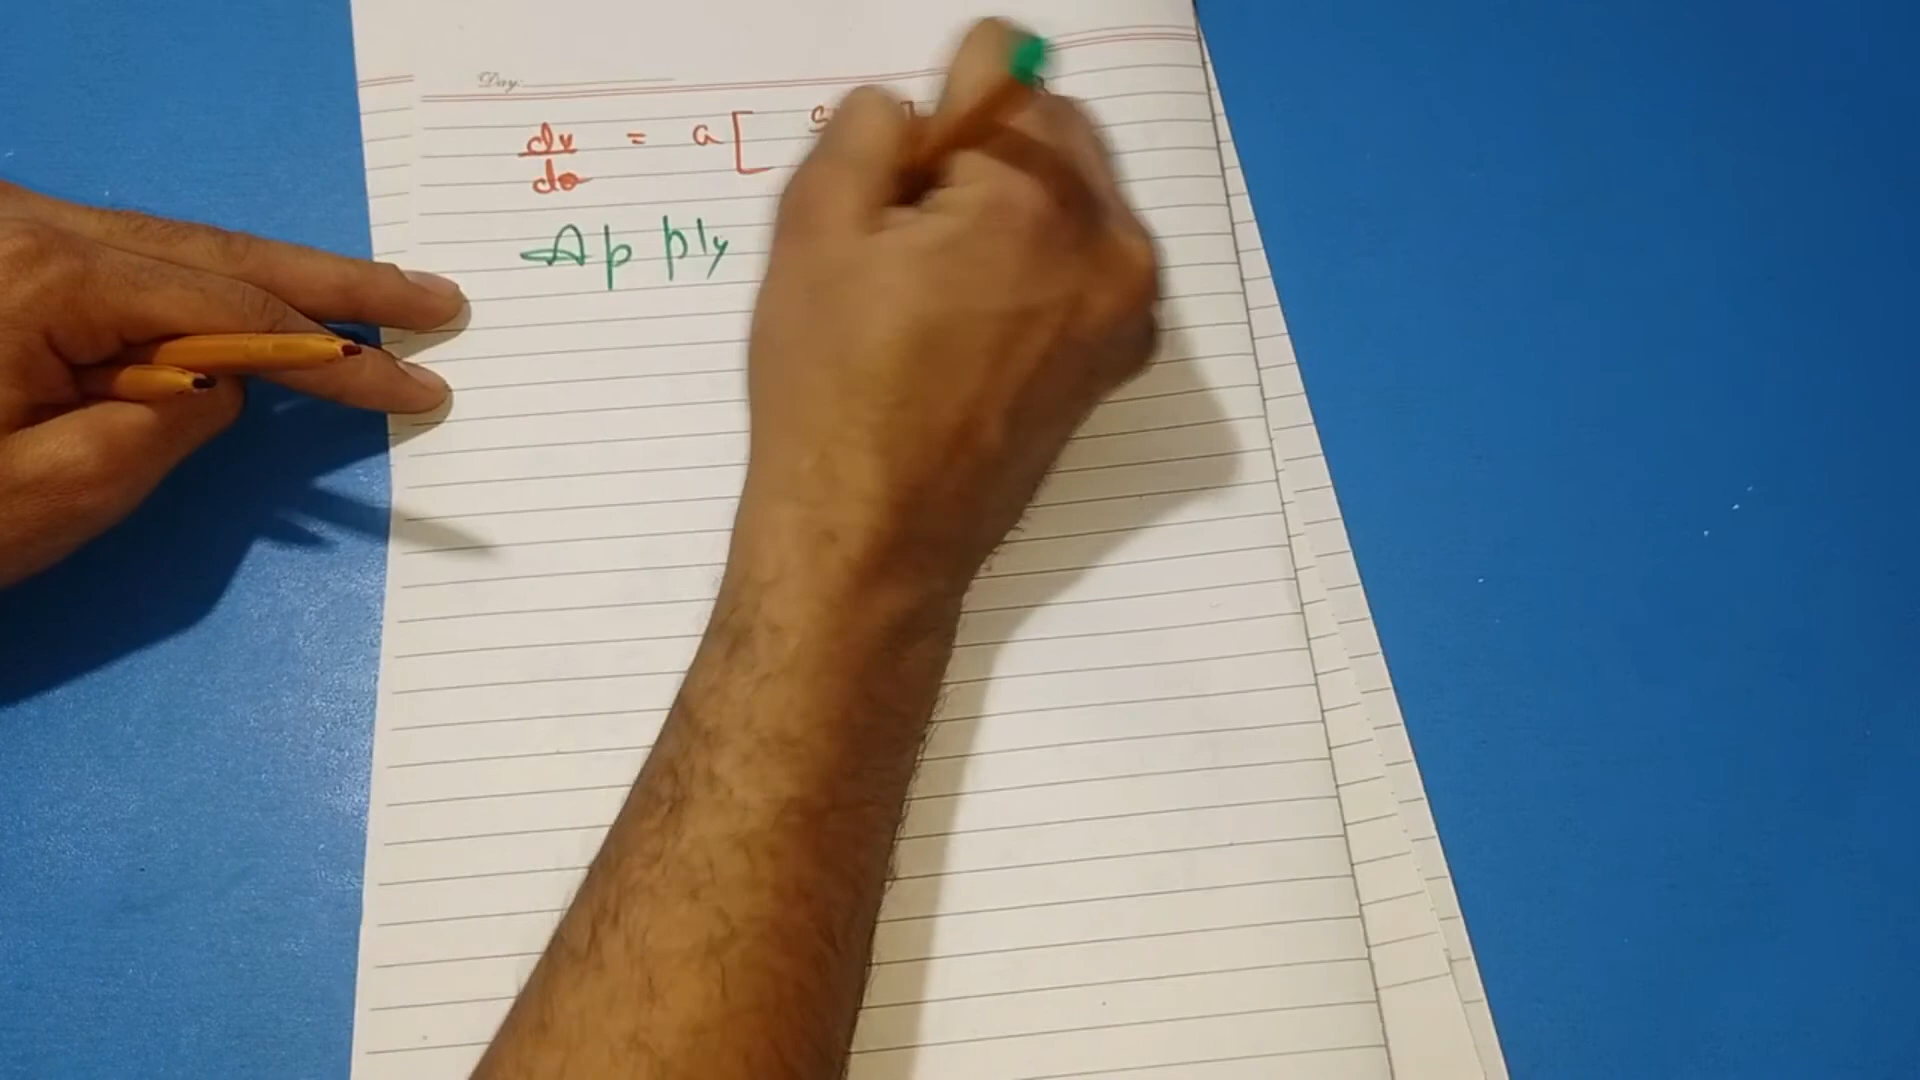 Day:
dv/dθ = a [ S
Apply